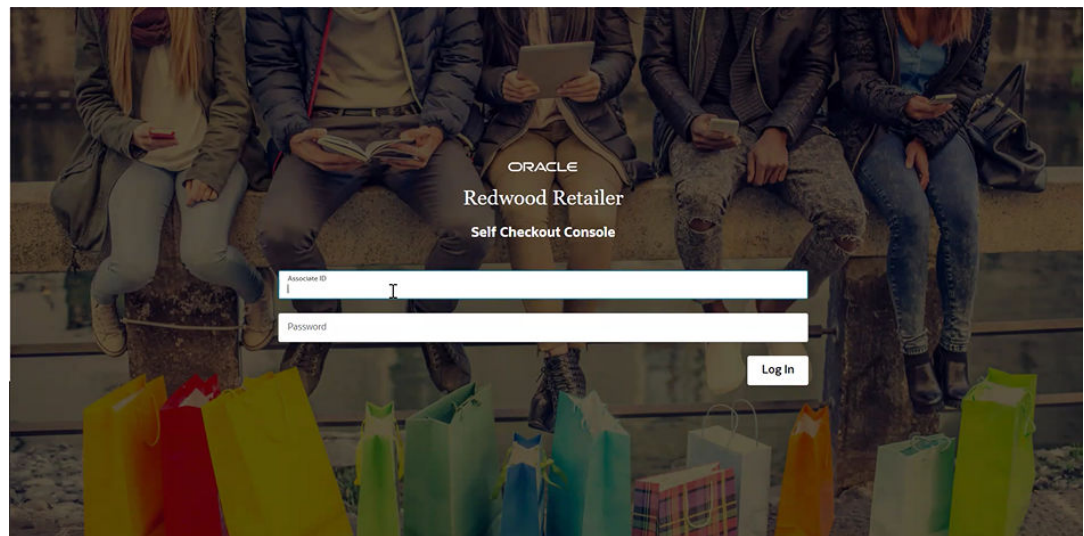 ORACLE
Redwood Retailer
Self Checkout Console
Associate ID
Password
Log In